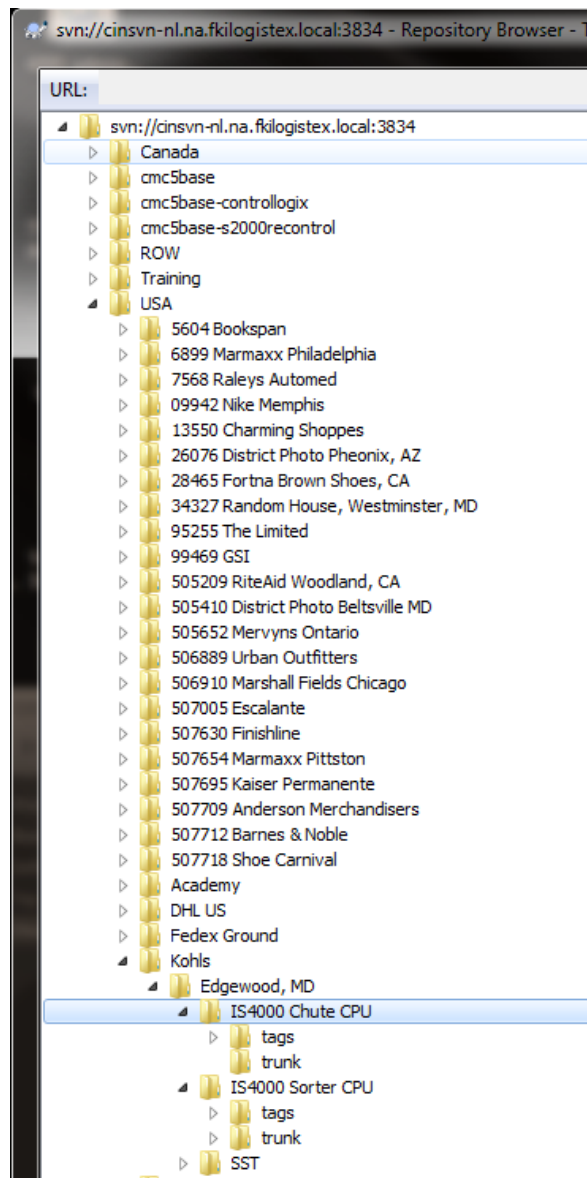 svn://cinsvn-nl.na.fkilogistex.local:3834 - Repository Browser -
URL:
svn://cinsvn-nl.na.fkilogistex.local:3834
Canada
cmc5base
cmc5base-controllogix
cmc5base-s2000recontrol
ROW
Training
USA
5604 Bookspan
6899 Marmaxx Philadelphia
7568 Raleys Automed
09942 Nike Memphis
13550 Charming Shoppes
26076 District Photo Pheonix, AZ
28465 Fortna Brown Shoes, CA
34327 Random House, Westminster, MD
95255 The Limited
99469 GSI
505209 RiteAid Woodland, CA
505410 District Photo Beltsville MD
505652 Mervyns Ontario
506889 Urban Outfitters
506910 Marshall Fields Chicago
507005 Escalante
507630 Finishline
507654 Marmaxx Pittston
507695 Kaiser Permanente
507709 Anderson Merchandisers
507712 Barnes & Noble
507718 Shoe Carnival
Academy
DHL US
Fedex Ground
Kohls
Edgewood, MD
IS4000 Chute CPU
tags
trunk
IS4000 Sorter CPU
tags
trunk
SST